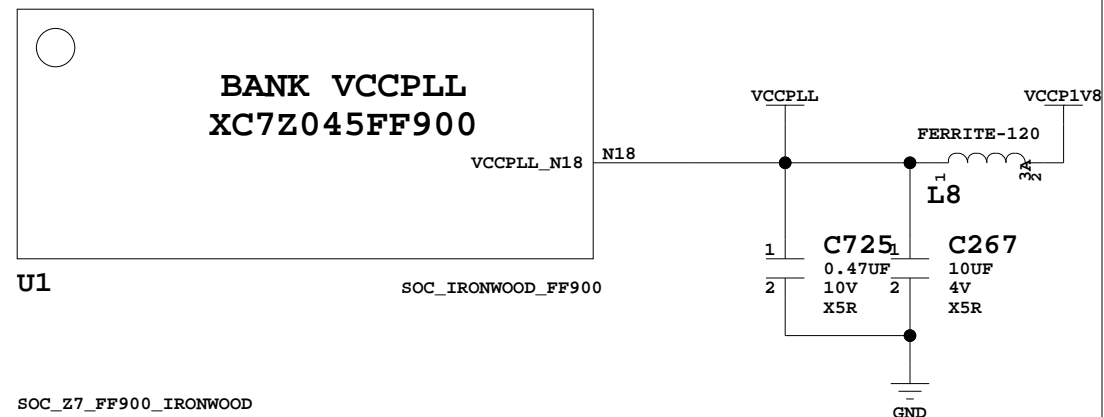 BANK VCCPLL
XC7Z045FF900
VCCPLL_N18
N18
VCCPLL
VCCP1V8
FERRITE-120
1
3A
2
L8
1
C725
0.47UF
2
10V
X5R
1
C267
10UF
2
4V
X5R
U1
SOC_IRONWOOD_FF900
SOC_Z7_FF900_IRONWOOD
GND